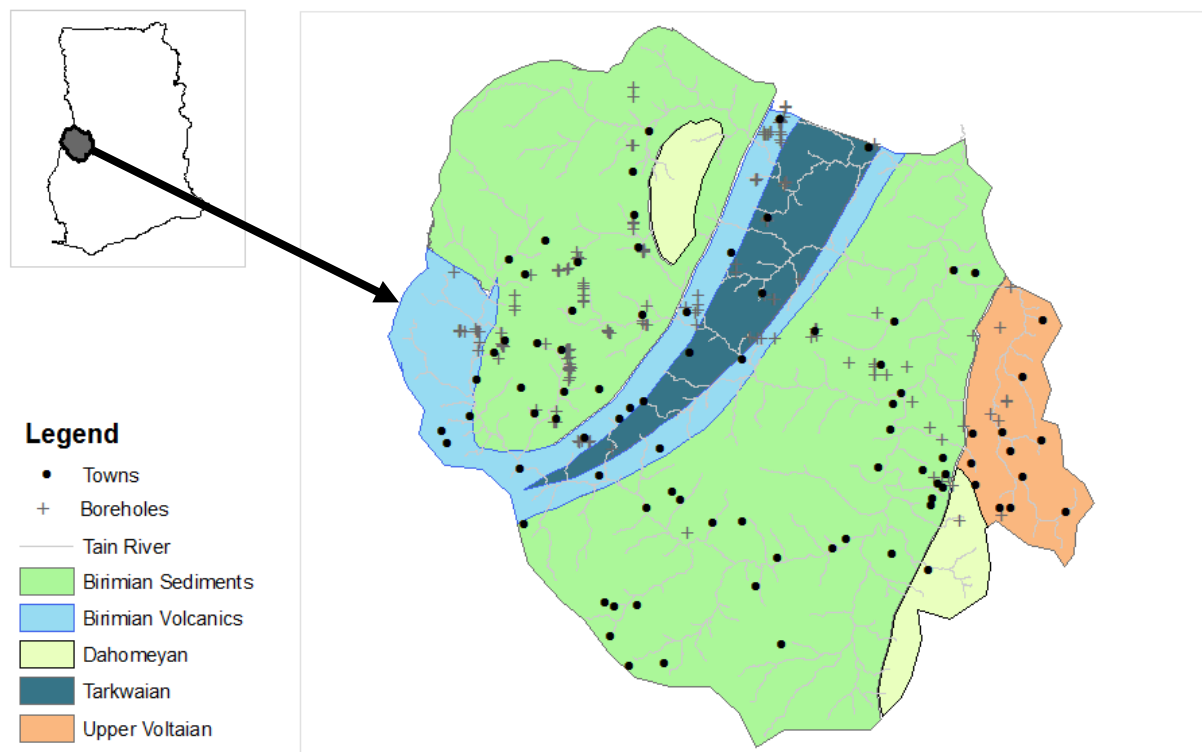 Legend
Towns
Boreholes
Tain River
Birimian Sediments
Birimian Volcanics
Dahomeyan
Tarkwaian
Upper Voltaian